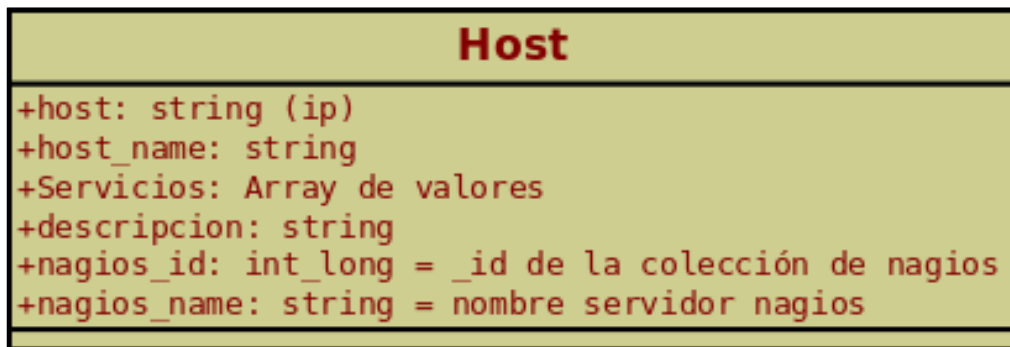 Host
+host: string (ip)
+host_name: string
+Servicios: Array de valores
+descripcion: string
+nagios_id: int_long = _id de la colección de nagios
+nagios_name: string = nombre servidor nagios